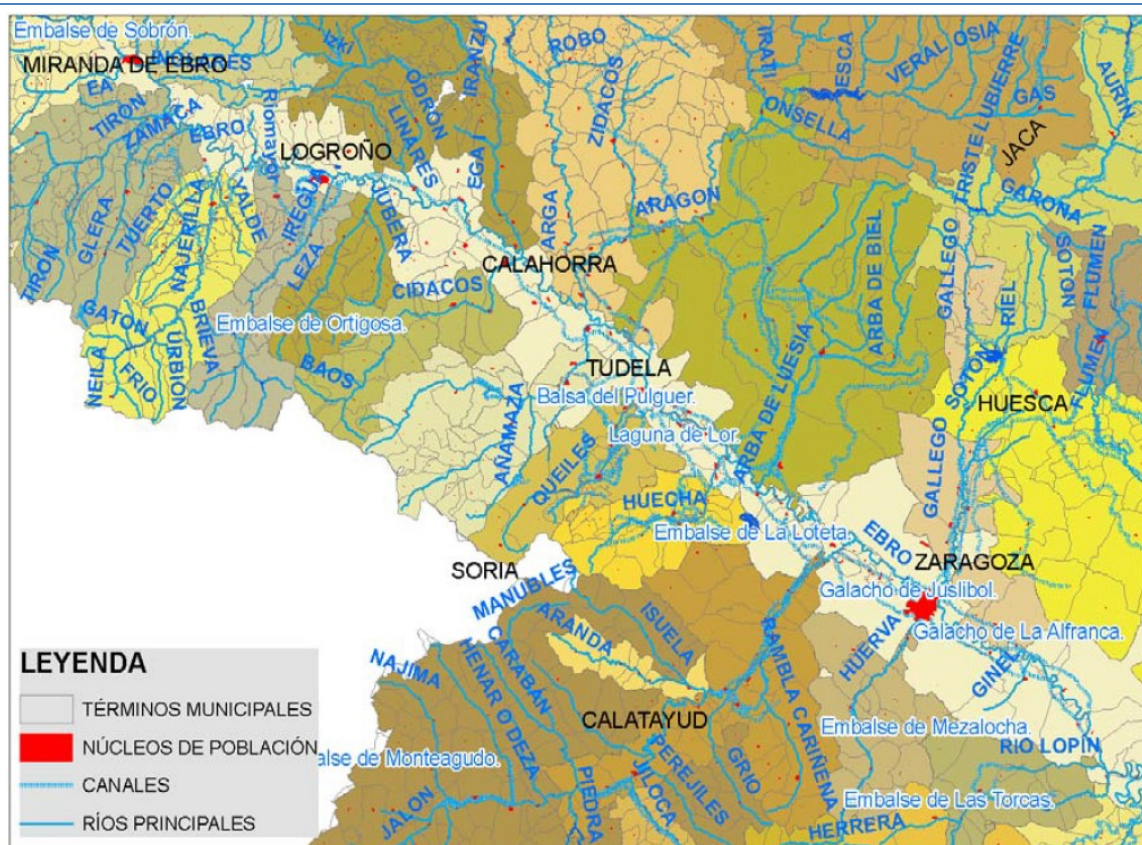 Embalse de Sobrón.
MIRANDA DE EBRO
EA
TIRON
ZAMACA
EBRO
Riomayor
LOGROÑO
Izki
ODRÓN
LINARES
IRANZU
EGA
ROBO
ZIDACOS
ARGA
ARAGON
IRATI
ESCA
VERAL
OSIA
LUBIERRE
TRISTE
GAS
JACA
AURIN
ONSELLA
GARONA
GLERA
TUERTO
NAJERILLA
YALDE
IREGUA
LEZA
JUBERA
TIRON
GATON
NEILA
FRIO
URBION
BRIEVA
Embalse de Ortigosa.
CIDACOS
CALAHORRA
BAOS
AÑAMAZA
TUDELA
Balsa del Pulguer.
Laguna de Lor.
QUEILES
HUECHA
ARBA DE LUESIA
ARBA DE BIEL
GALLEGO
RIEL
SOTON
SOTON
FLUMEN
FLUMEN
HUESCA
GALLEGO
Embalse de La Loteta.
EBRO
ZARAGOZA
Galacho de Juslibol.
Galacho de La Alfranca.
HUERVA
GINEL
SORIA
MANUBLES
ARANDA
ISUELA
CARABÁN
HENAR O DEZA
NAJIMA
RAMBLA CARIÑENA
CALATAYUD
Embalse de Mezalocha.
RIO LOPÍN
alse de Monteagudo.
JALON
PIEDRA
JILOCA
PEREJILES
GRIO
Embalse de Las Torcas.
HERRERA
LEYENDA
TÉRMINOS MUNICIPALES
NÚCLEOS DE POBLACIÓN
CANALES
RÍOS PRINCIPALES